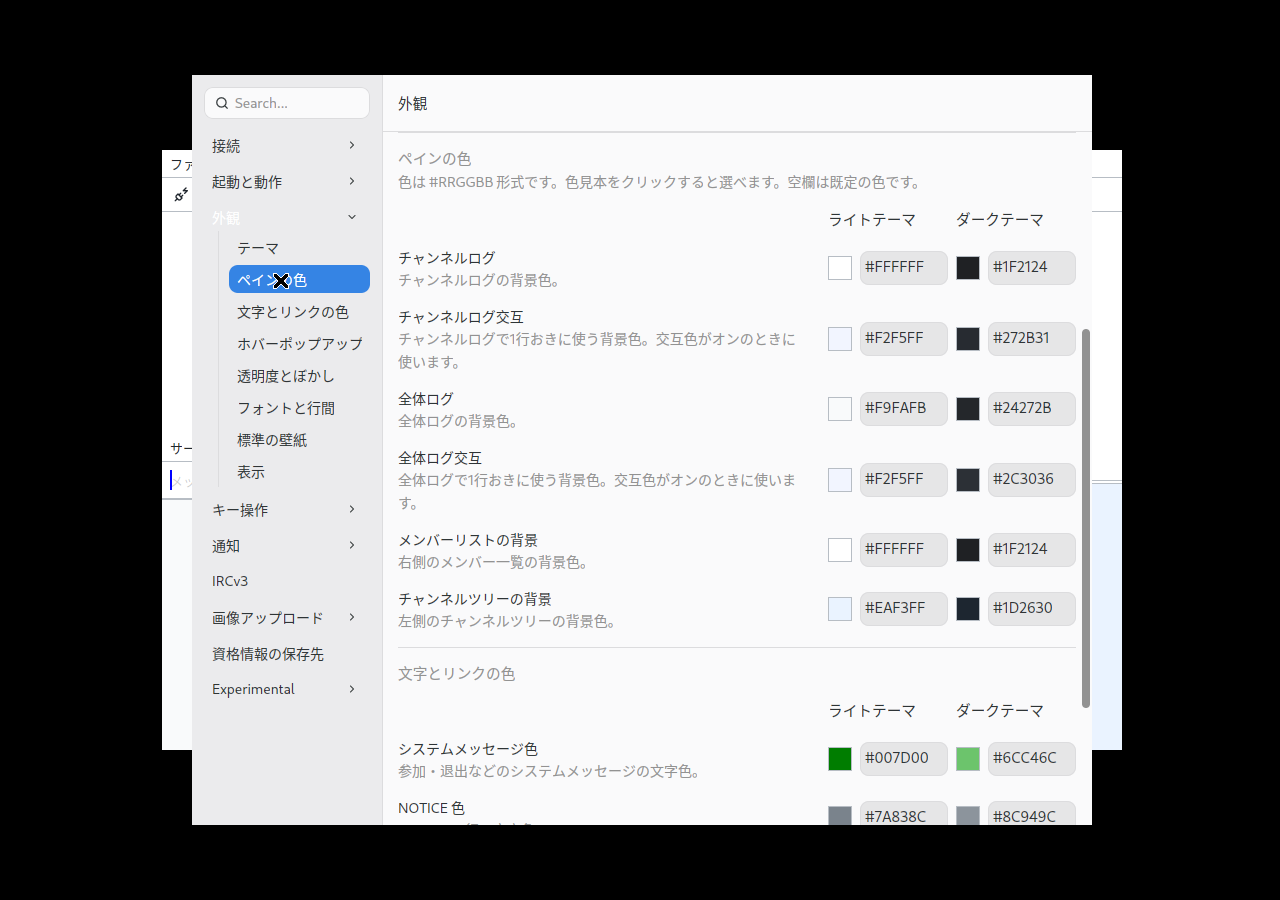 Search...
接続
起動と動作
外観
テーマ
文字とリンクの色
ホバーポップアップ
透明度とぼかし
フォントと行間
標準の壁紙
表示
キー操作
通知
IRCv3
画像アップロード
資格情報の保存先
Experimental
外観
ペインの色
色は #RRGGBB 形式です。色見本をクリックすると選べます。空欄は既定の色です。
ライトテーマ ダークテーマ
チャンネルログ
チャンネルログの背景色。
#FFFFFF #1F2124
チャンネルログ交互
チャンネルログで1行おきに使う背景色。交互色がオンのときに
使います。
#F2F5FF #272B31
全体ログ
全体ログの背景色。
#F9FAFB #24272B
全体ログ交互
全体ログで1行おきに使う背景色。交互色がオンのときに使いま
す。
#F2F5FF #2C3036
メンバーリストの背景
右側のメンバー一覧の背景色。
#FFFFFF #1F2124
チャンネルツリーの背景
左側のチャンネルツリーの背景色。
#EAF3FF #1D2630
文字とリンクの色
ライトテーマ ダークテーマ
システムメッセージ色
参加・退出などのシステムメッセージの文字色。
#007D00 #6CC46C
NOTICE 色
#7A838C #8C949C